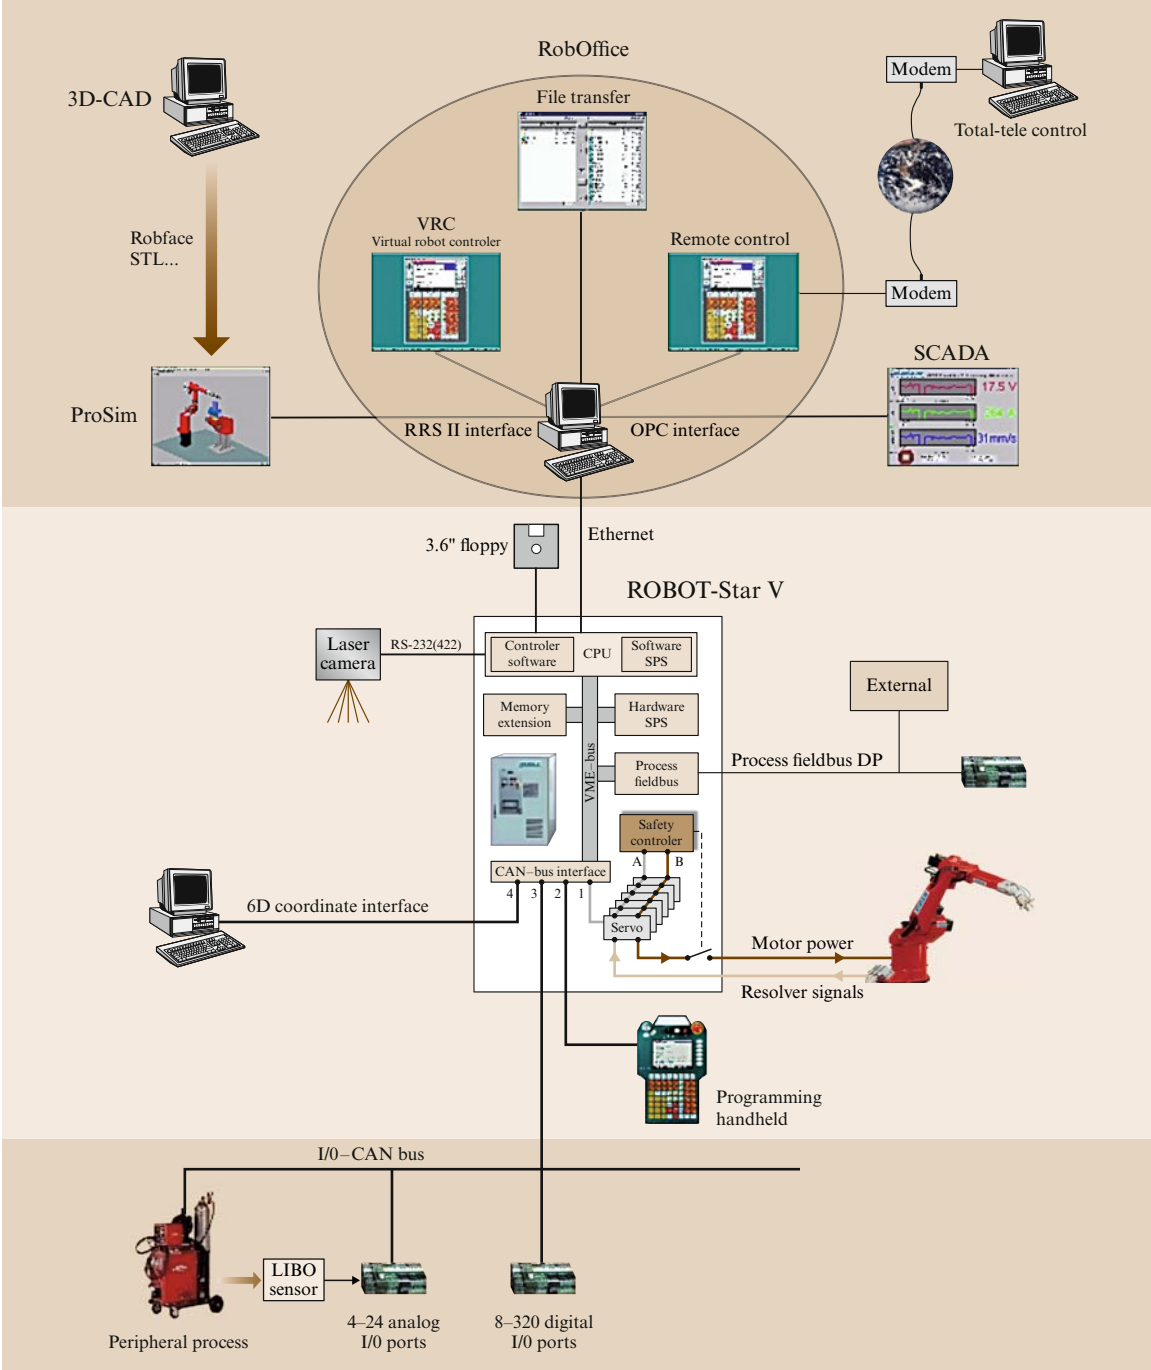 RobOffice
3D-CAD
File transfer
Modem
Total-tele control
VRC
Virtual robot controler
Remote control
Robface
STL...
Modem
SCADA
17.5 V
264 A
31mm/s
ProSim
RRS II interface
OPC interface
3.6" floppy
Ethernet
ROBOT-Star V
Laser
camera
RS-232(422)
Controler
software
CPU
Software
SPS
Memory
extension
Hardware
SPS
External
VME–bus
Process
fieldbus
Process fieldbus DP
Safety
controler
A
B
CAN–bus interface
4
3
2
1
6D coordinate interface
Servo
Motor power
Resolver signals
Programming
handheld
I/0–CAN bus
LIBO
sensor
Peripheral process
4–24 analog
I/0 ports
8–320 digital
I/0 ports